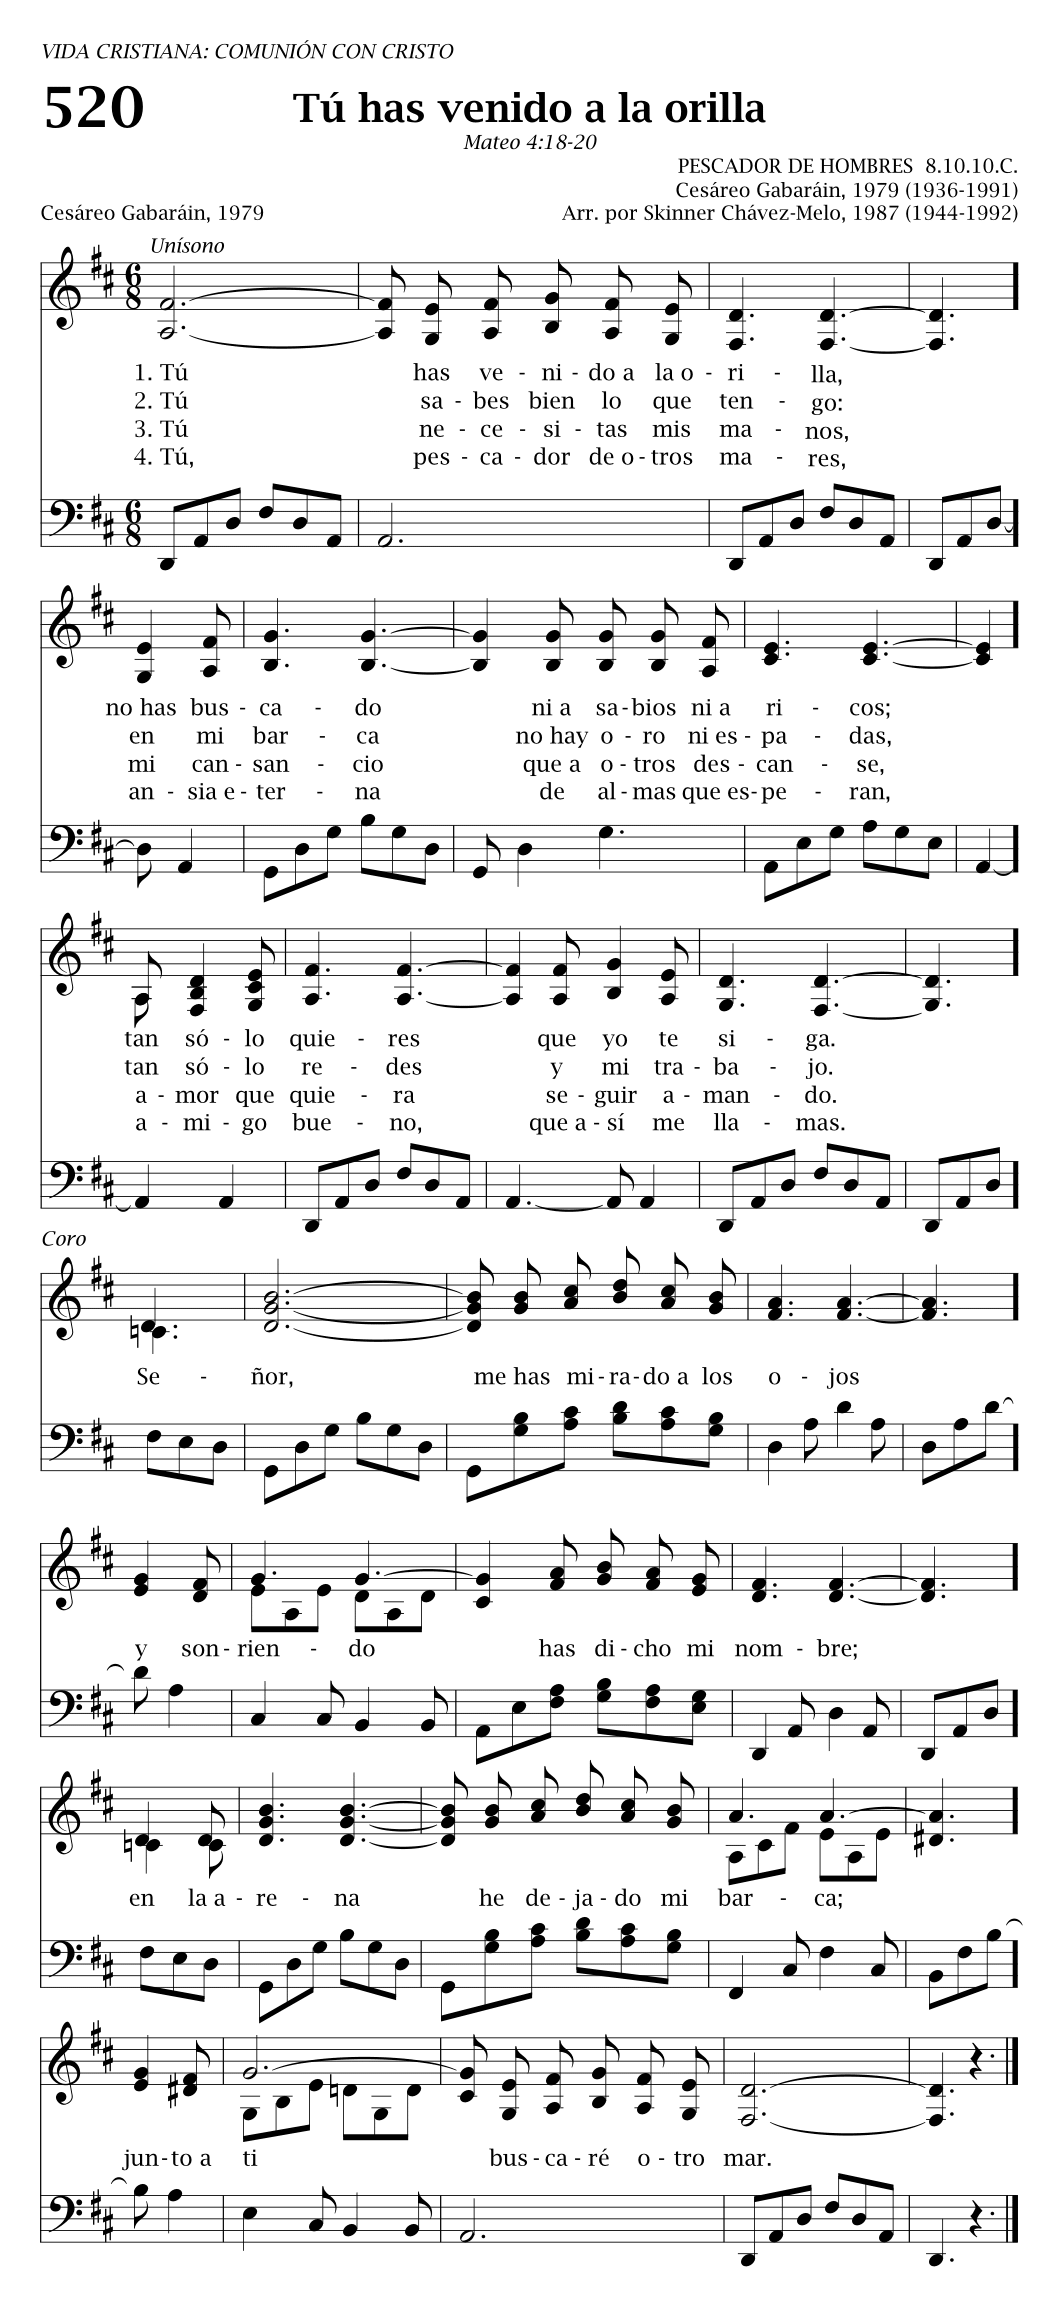 VIDA CRISTIANA: COMUNIÓN CON CRISTO
520
Tú has venido a la orilla
Mateo 4:18-20
PESCADOR DE HOMBRES 8.10.10.C.
Cesáreo Gabaráin, 1979 (1936-1991)
Cesáreo Gabaráin, 1979
Arr. por Skinner Chávez-Melo, 1987 (1944-1992)
Unísono
6 8
1. Tú has ve - ni - do a la o - ri - lla,
2. Tú sa - bes bien lo que ten - go:
3. Tú ne - ce - si - tas mis ma - nos,
4. Tú, pes - ca - dor de o - tros ma - res,
6 8
no has bus - ca - do ni a sa - bios ni a ri - cos;
en mi bar - ca no hay o - ro ni es - pa - das,
mi can - san - cio que a o - tros des - can - se,
an - sia e - ter - na de al - mas que es - pe - ran,
tan só - lo quie - res que yo te si - ga.
tan só - lo re - des y mi tra - ba - jo.
a - mor que quie - ra se - guir a - man - do.
a - mi - go bue - no, que a - sí me lla - mas.
Coro
Se - ñor, me has mi - ra - do a los o - jos
y son - rien - do has di - cho mi nom - bre;
en la a - re - na he de - ja - do mi bar - ca;
jun - to a ti bus - ca - ré o - tro mar.